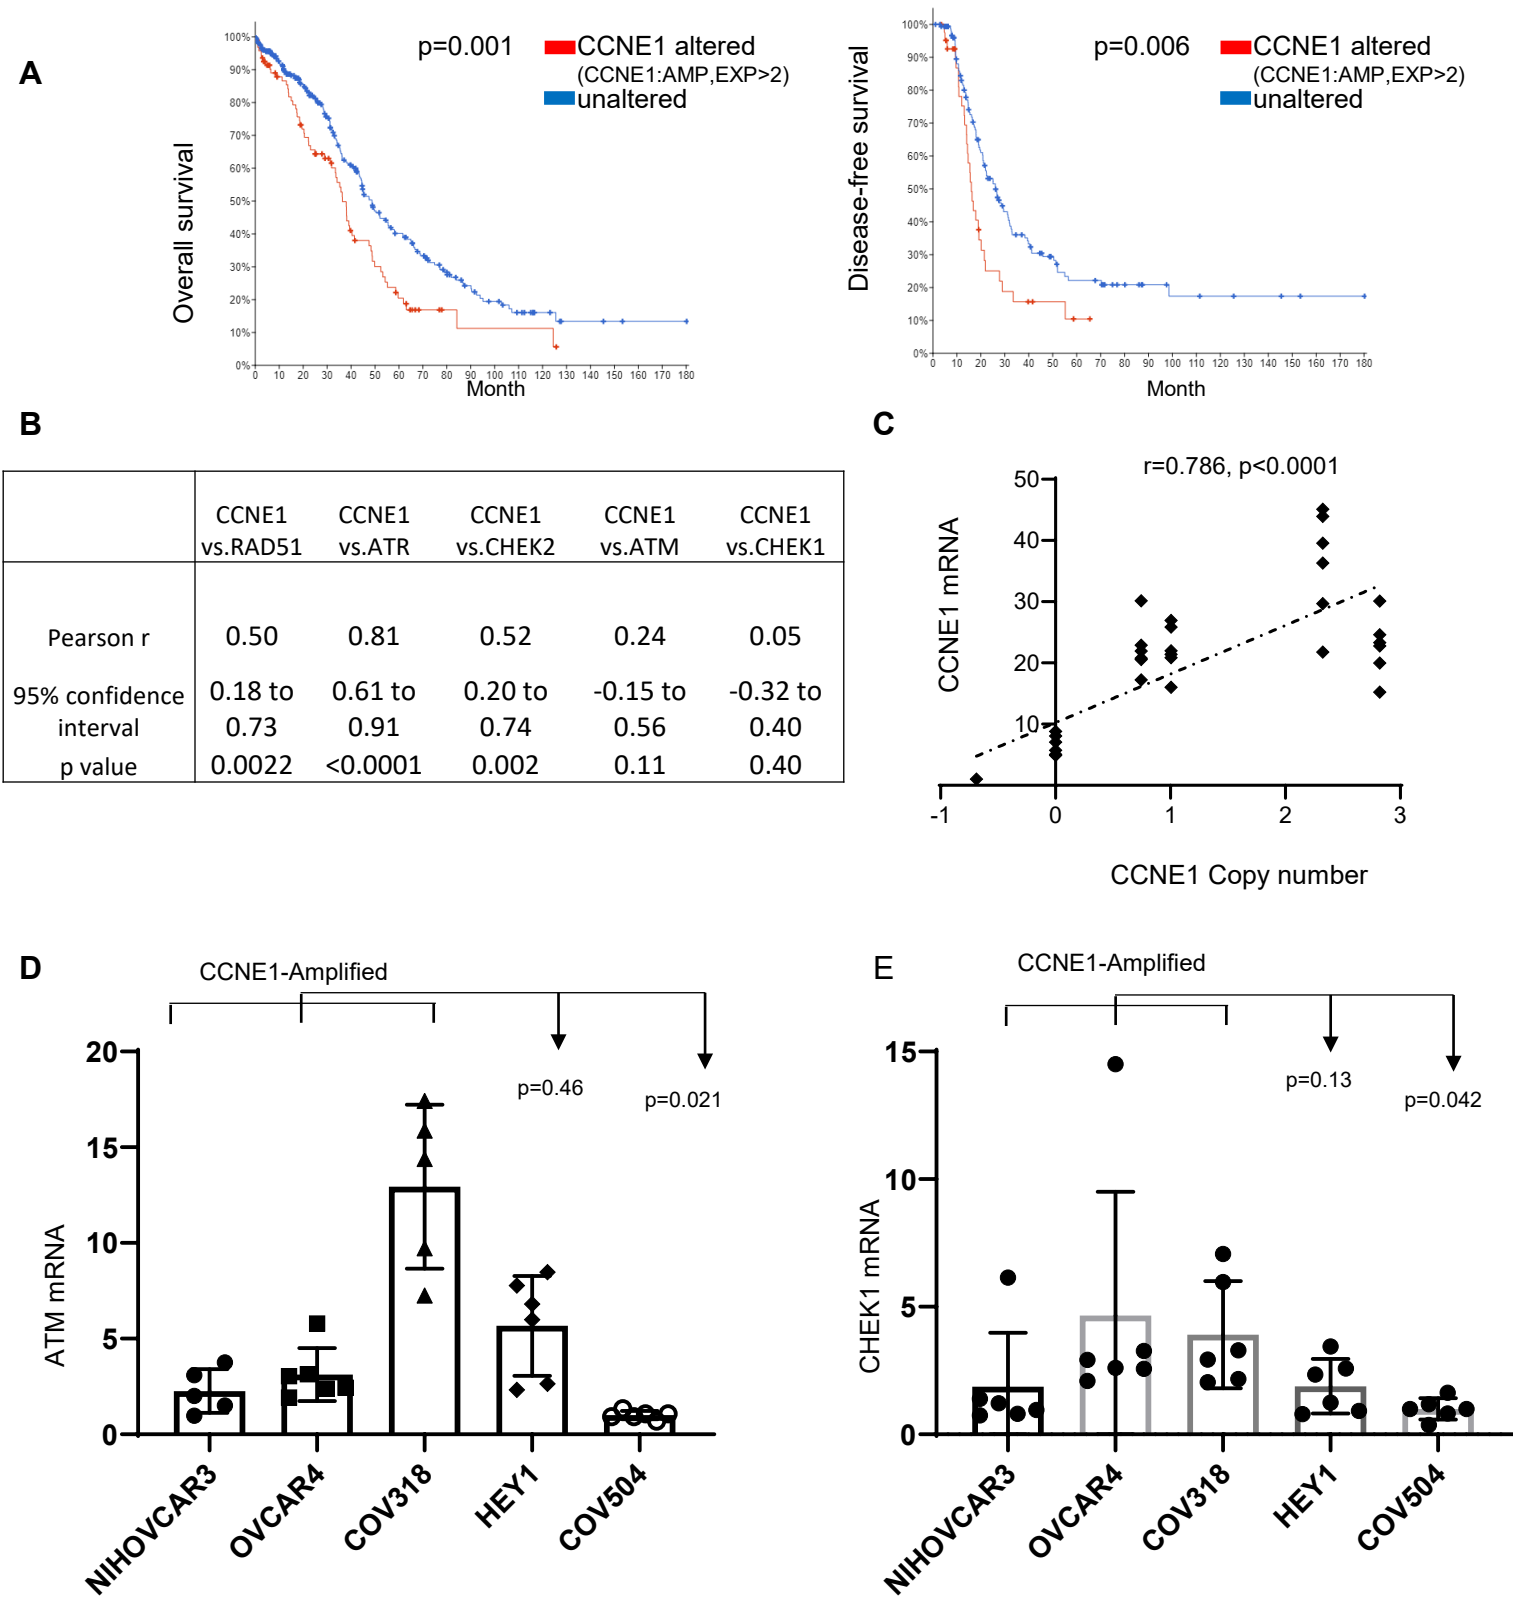 A
p=0.001
CCNE1 altered
(CCNE1:AMP,EXP>2)
unaltered
Overall survival
100%
90%
80%
70%
60%
50%
40%
30%
20%
10%
0%
0 10 20 30 40 50 60 70 80 90 100 110 120 130 140 150 160 170 180
Month
p=0.006
CCNE1 altered
(CCNE1:AMP,EXP>2)
unaltered
Disease-free survival
100%
90%
80%
70%
60%
50%
40%
30%
20%
10%
0%
0 10 20 30 40 50 60 70 80 90 100 110 120 130 140 150 160 170 180
Month
B
CCNE1 CCNE1 CCNE1 CCNE1 CCNE1
vs.RAD51 vs.ATR vs.CHEK2 vs.ATM vs.CHEK1
Pearson r 0.50 0.81 0.52 0.24 0.05
95% confidence 0.18 to 0.61 to 0.20 to -0.15 to -0.32 to
interval 0.73 0.91 0.74 0.56 0.40
p value 0.0022 <0.0001 0.002 0.11 0.40
C
r=0.786, p<0.0001
CCNE1 mRNA
50
40
30
20
10
-1 0 1 2 3
CCNE1 Copy number
D
CCNE1-Amplified
p=0.46
p=0.021
ATM mRNA
20
15
10
5
0
NIHOVCAR3 OVCAR4 COV318 HEY1 COV504
E
CCNE1-Amplified
p=0.13
p=0.042
CHEK1 mRNA
15
10
5
0
NIHOVCAR3 OVCAR4 COV318 HEY1 COV504